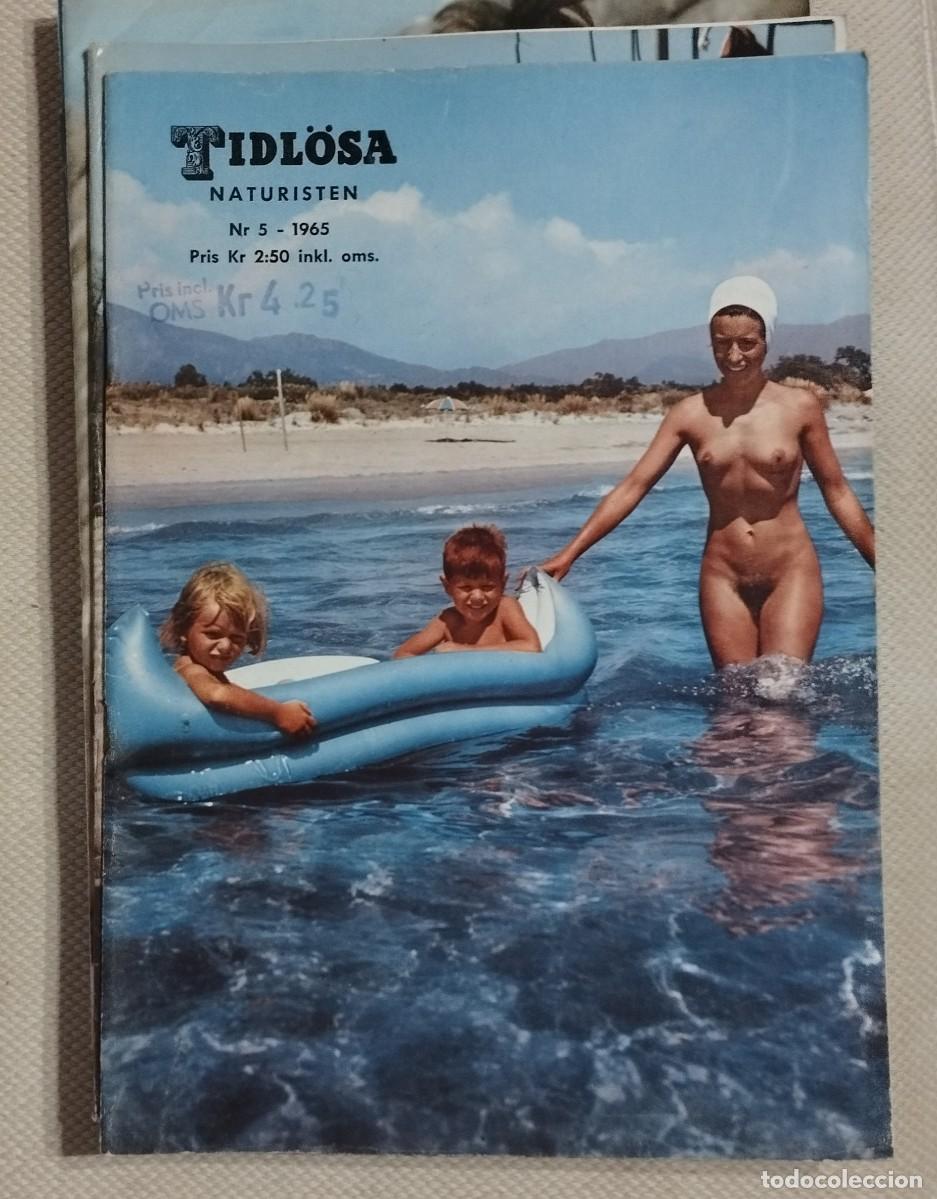 TIDLÖSA
NATURISTEN
Nr 5 - 1965
Pris Kr 2:50 inkl. oms.
Pris incl.
OMS Kr 4.25
todocoleccion